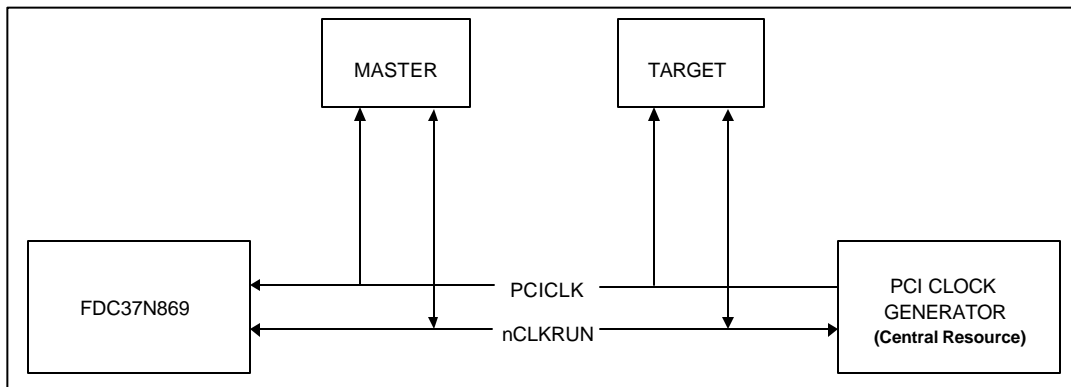 MASTER
TARGET
FDC37N869
PCICLK
nCLKRUN
PCI CLOCK
GENERATOR
(Central Resource)